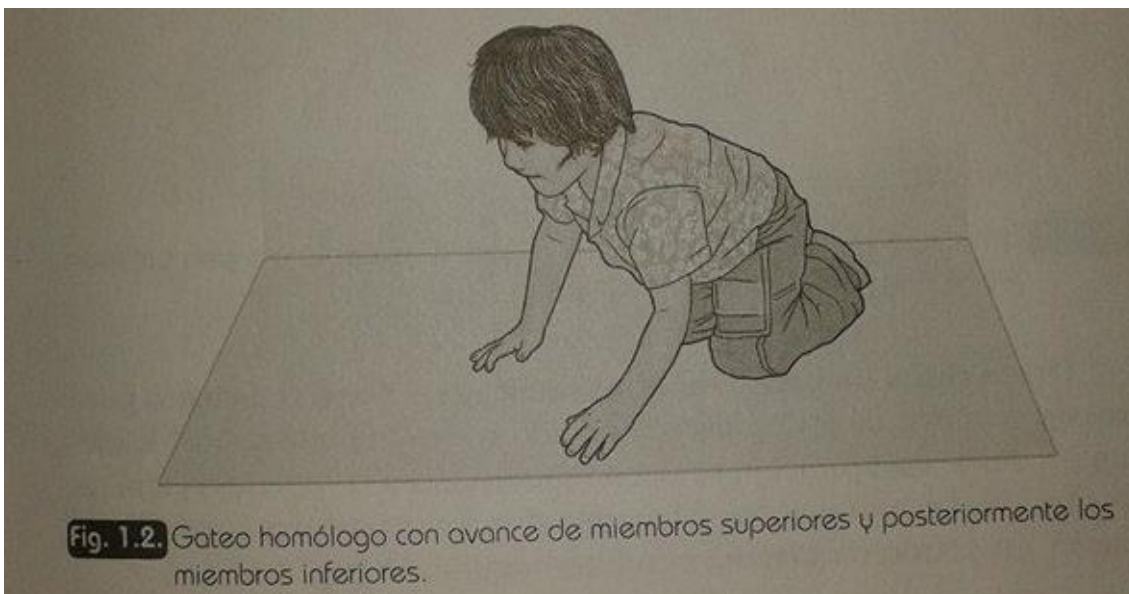 Fig. 1.2. Gateo homólogo con avance de miembros superiores y posteriormente los
miembros inferiores.